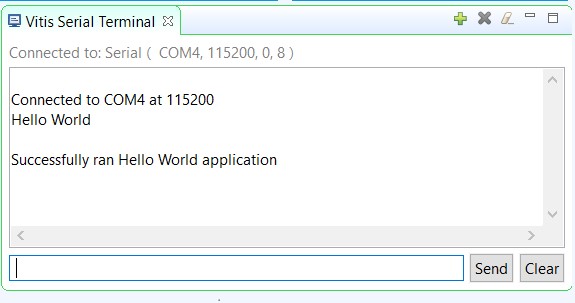 Vitis Serial Terminal
Connected to: Serial ( COM4, 115200, 0, 8 )
Connected to COM4 at 115200
Hello World
Successfully ran Hello World application
Send Clear